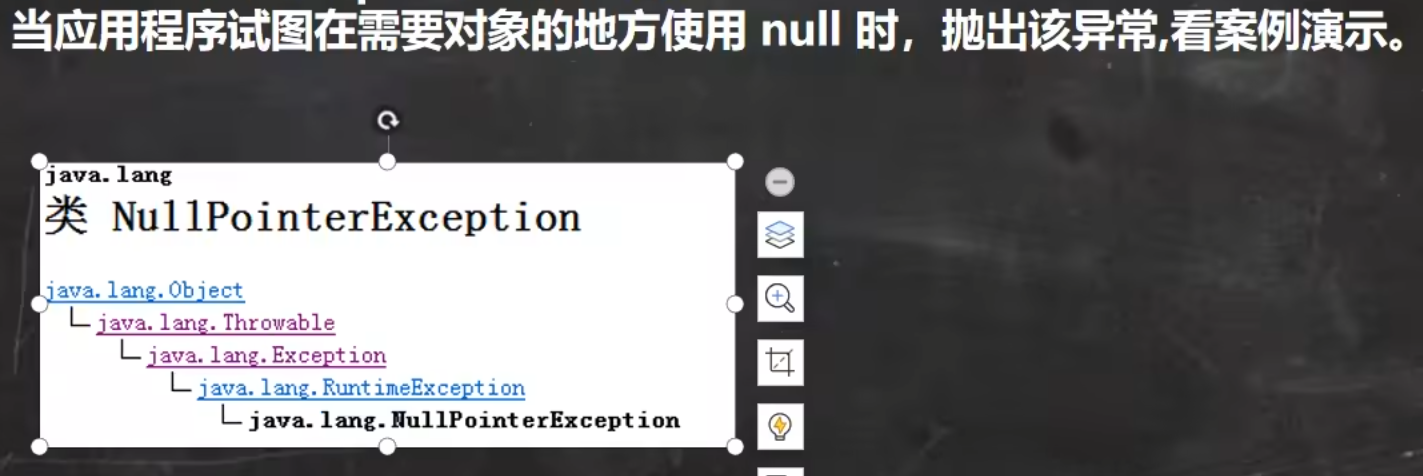 当应用程序试图在需要对象的地方使用 null 时，抛出该异常,看案例演示。
java.lang
类 NullPointerException
java.lang.Object
java.lang.Throwable
java.lang.Exception
java.lang.RuntimeException
java.lang.NullPointerException